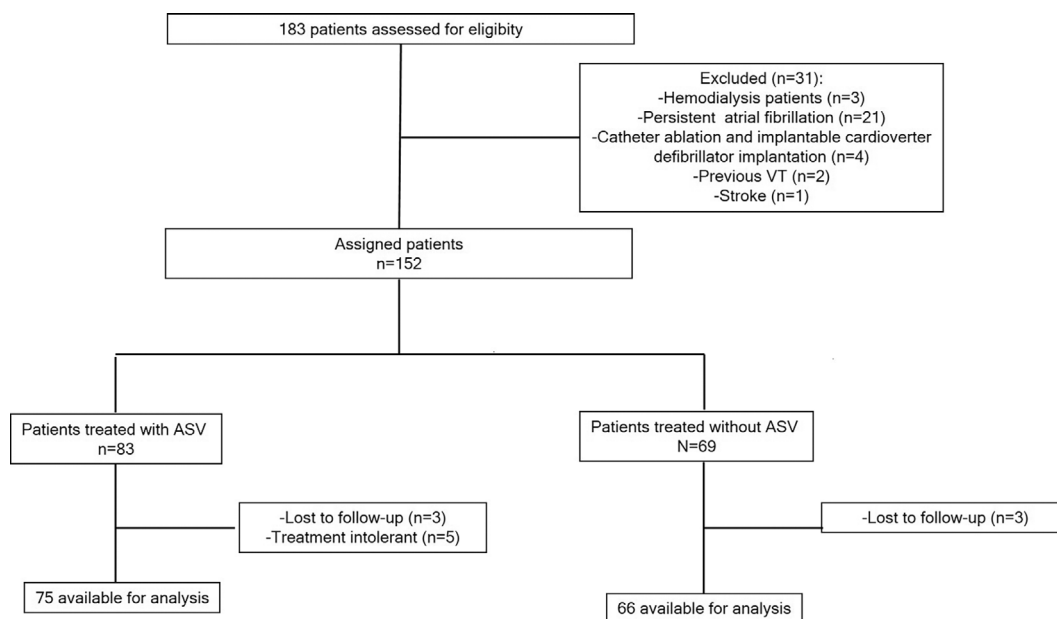 183 patients assessed for eligibity
Excluded (n=31):
-Hemodialysis patients (n=3)
-Persistent atrial fibrillation (n=21)
-Catheter ablation and implantable cardioverter
defibrillator implantation (n=4)
-Previous VT (n=2)
-Stroke (n=1)
Assigned patients
n=152
Patients treated with ASV
n=83
Patients treated without ASV
N=69
-Lost to follow-up (n=3)
-Treatment intolerant (n=5)
-Lost to follow-up (n=3)
75 available for analysis
66 available for analysis